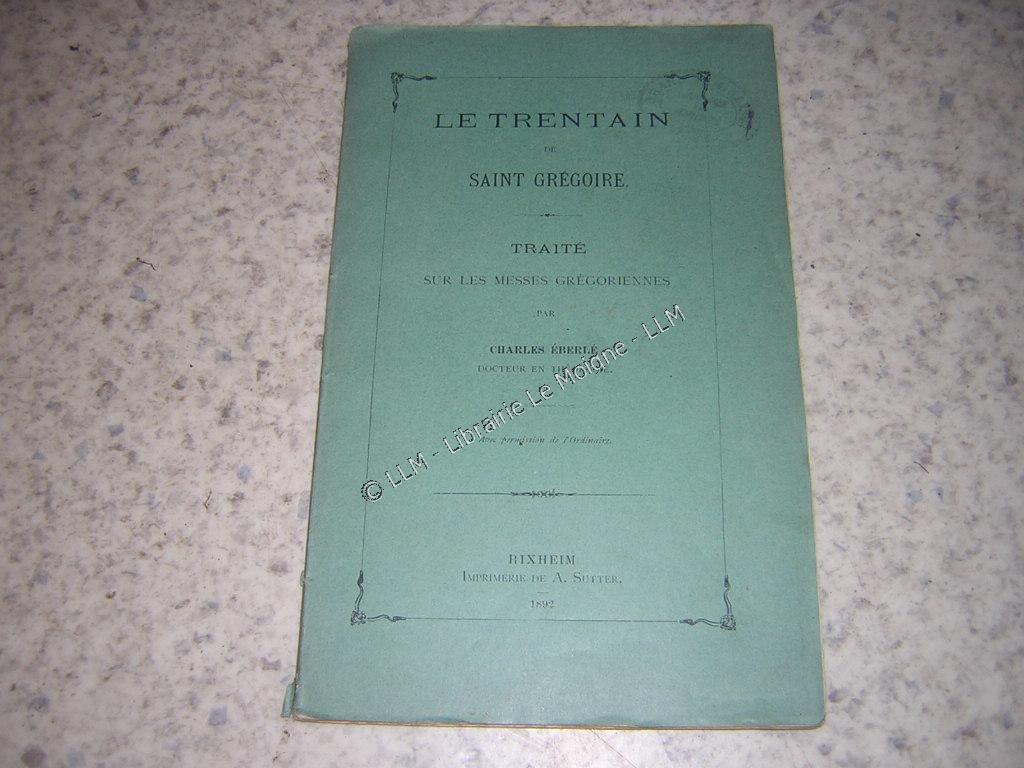 LE TRENTAIN
DE
SAINT GRÉGOIRE.
TRAITÉ
SUR LES MESSES GRÉGORIENNES
PAR
CHARLES ÉBERLÉ
DOCTEUR EN
Avec permission de l'Ordinaire.
RIXHEIM
IMPRIMERIE DE A. SUTTER.
1892
© LLM - Librairie Le Moigne - LLM